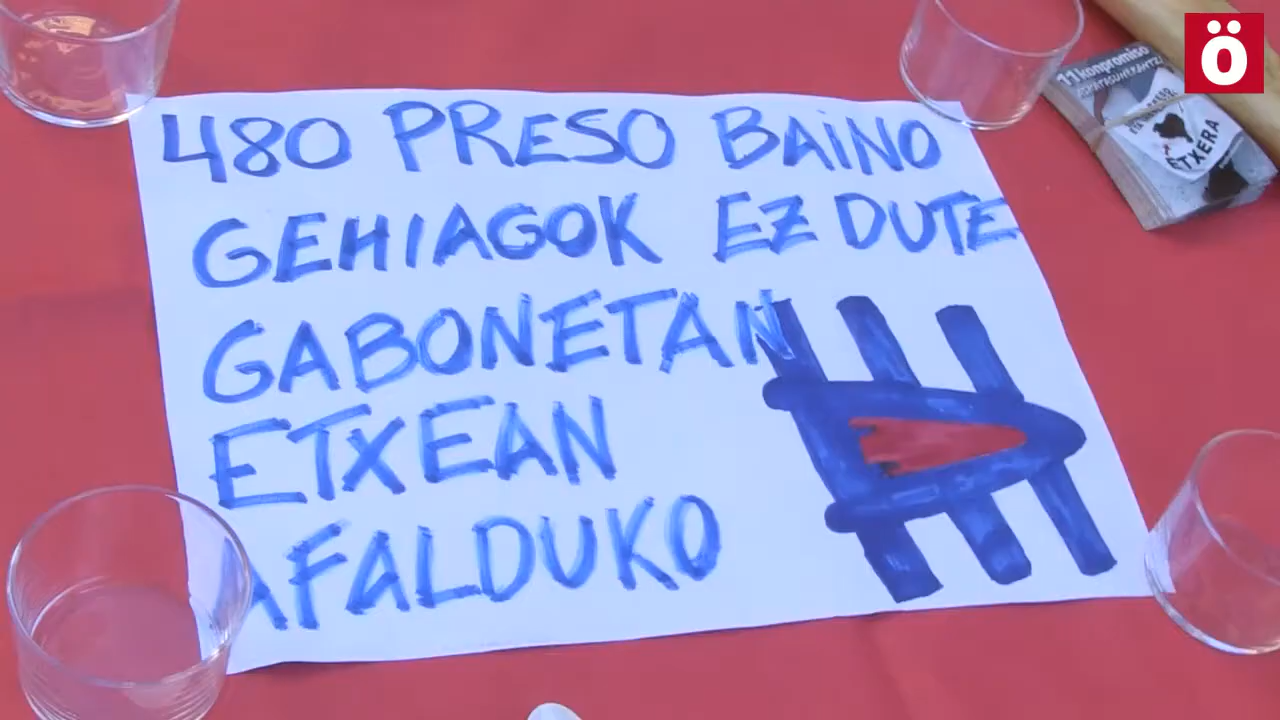 480 PRESO BAiNO
GEHIAGOK EZ DUTE
GABONETAN
ETXEAN
AFALDUKO
11 konpromiso
ETXERA
Ö